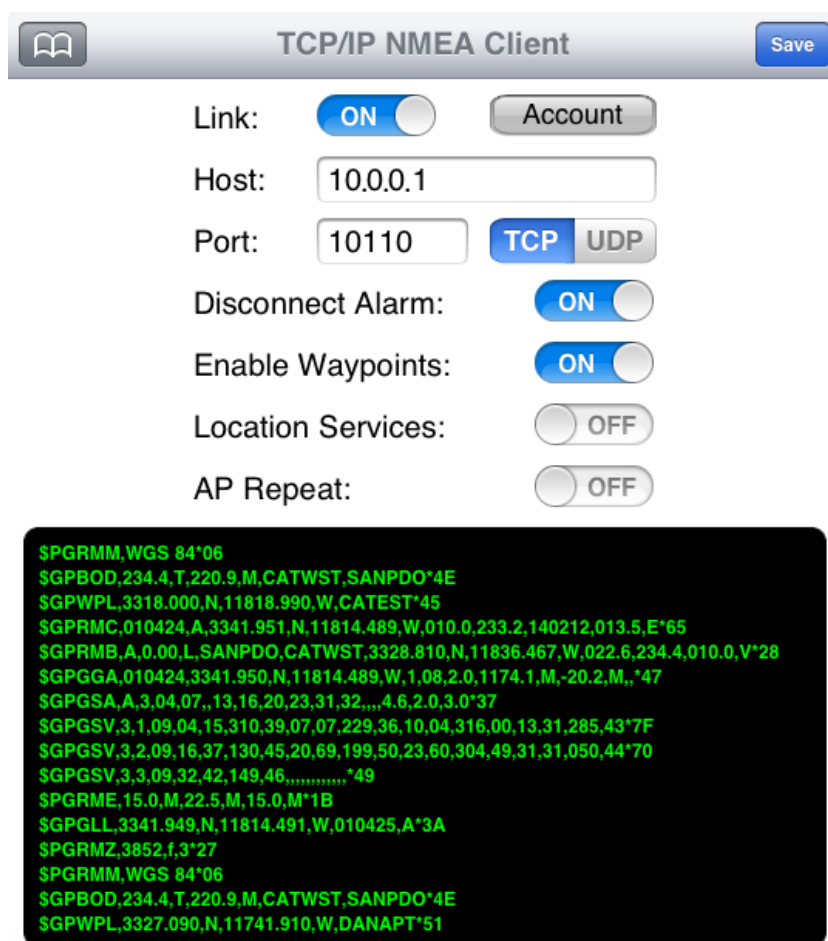 TCP/IP NMEA Client
Save
Link: ON Account
Host: 10.0.0.1
Port: 10110 TCP UDP
Disconnect Alarm: ON
Enable Waypoints: ON
Location Services: OFF
AP Repeat: OFF
$PGRMM,WGS 84*06
$GPBOD,234.4,T,220.9,M,CATWST,SANPDO*4E
$GPWPL,3318.000,N,11818.990,W,CATEST*45
$GPRMC,010424,A,3341.951,N,11814.489,W,010.0,233.2,140212,013.5,E*65
$GPRMB,A,0.00,L,SANPDO,CATWST,3328.810,N,11836.467,W,022.6,234.4,010.0,V*28
$GPGGA,010424,3341.950,N,11814.489,W,1,08,2.0,1174.1,M,-20.2,M,,*47
$GPGSA,A,3,04,07,,13,16,20,23,31,32,,,,4.6,2.0,3.0*37
$GPGSV,3,1,09,04,15,310,39,07,07,229,36,10,04,316,00,13,31,285,43*7F
$GPGSV,3,2,09,16,37,130,45,20,69,199,50,23,60,304,49,31,31,050,44*70
$GPGSV,3,3,09,32,42,149,46,,,,,,,,,,,,*49
$PGRME,15.0,M,22.5,M,15.0,M*1B
$GPGLL,3341.949,N,11814.491,W,010425,A*3A
$PGRMZ,3852,f,3*27
$PGRMM,WGS 84*06
$GPBOD,234.4,T,220.9,M,CATWST,SANPDO*4E
$GPWPL,3327.090,N,11741.910,W,DANAPT*51